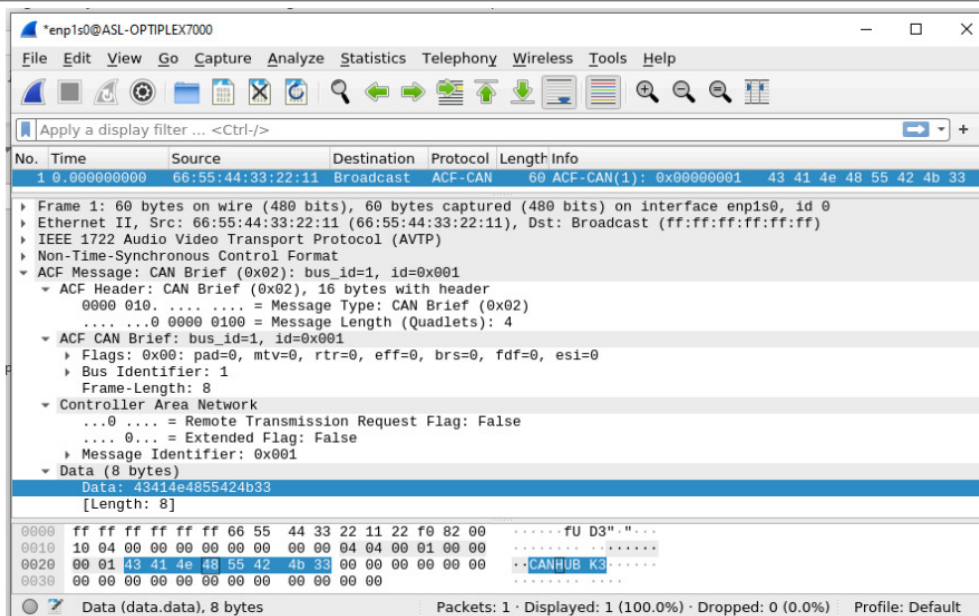 *enp1s0@ASL-OPTIPLEX7000
File Edit View Go Capture Analyze Statistics Telephony Wireless Tools Help
Apply a display filter ... <Ctrl-/>
No. Time Source Destination Protocol Length Info
1 0.000000000 66:55:44:33:22:11 Broadcast ACF-CAN 60 ACF-CAN(1): 0x00000001 43 41 4e 48 55 42 4b 33
Frame 1: 60 bytes on wire (480 bits), 60 bytes captured (480 bits) on interface enp1s0, id 0
Ethernet II, Src: 66:55:44:33:22:11 (66:55:44:33:22:11), Dst: Broadcast (ff:ff:ff:ff:ff:ff)
IEEE 1722 Audio Video Transport Protocol (AVTP)
Non-Time-Synchronous Control Format
ACF Message: CAN Brief (0x02): bus_id=1, id=0x001
ACF Header: CAN Brief (0x02), 16 bytes with header
0000 010. .... .... = Message Type: CAN Brief (0x02)
.... ...0 0000 0100 = Message Length (Quadlets): 4
ACF CAN Brief: bus_id=1, id=0x001
Flags: 0x00: pad=0, mtv=0, rtr=0, eff=0, brs=0, fdf=0, esi=0
Bus Identifier: 1
Frame-Length: 8
Controller Area Network
...0 .... = Remote Transmission Request Flag: False
.... 0... = Extended Flag: False
Message Identifier: 0x001
Data (8 bytes)
Data: 43414e4855424b33
[Length: 8]
0000 ff ff ff ff ff ff 66 55 44 33 22 11 22 f0 82 00 ······fU D3"·"···
0010 10 04 00 00 00 00 00 00 00 00 04 04 00 01 00 00 ········ ········
0020 00 01 43 41 4e 48 55 42 4b 33 00 00 00 00 00 00 ··CANHUB K3······
0030 00 00 00 00 00 00 00 00 00 00 00 00 ········ ····
Data (data.data), 8 bytes Packets: 1 · Displayed: 1 (100.0%) · Dropped: 0 (0.0%) Profile: Default